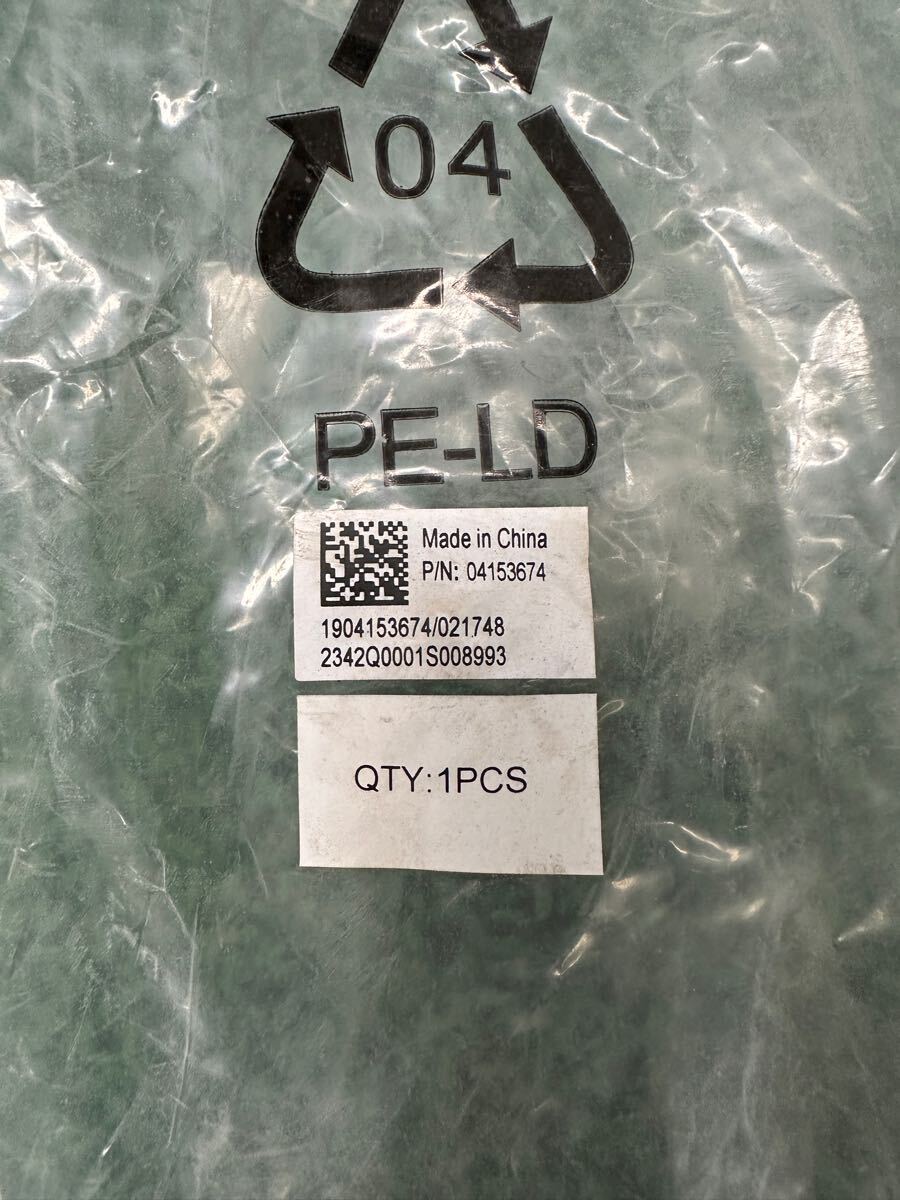 04
PE-LD
Made in China
P/N: 04153674
1904153674/021748
2342Q0001S008993
QTY:1PCS